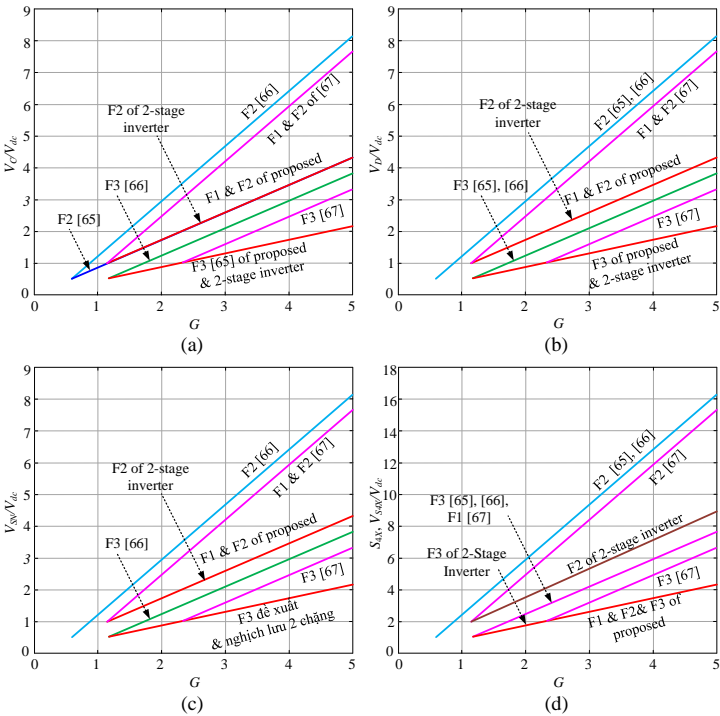 9
8
7
6
5
4
3
2
1
0
V_C/V_dc
F2 [66]
F1 & F2 of [67]
F2 of 2-stage
inverter
F3 [66]
F1 & F2 of proposed
F2 [65]
F3 [67]
F3 [65] of proposed
& 2-stage inverter
0 1 2 3 4 5
G
(a)
9
8
7
6
5
4
3
2
1
0
V_D/V_dc
F2 [65], [66]
F1 & F2 [67]
F2 of 2-stage
inverter
F3 [65], [66]
F1 & F2 of proposed
F3 [67]
F3 of proposed
& 2-stage inverter
0 1 2 3 4 5
G
(b)
9
8
7
6
5
4
3
2
1
0
V_SN/V_dc
F2 [66]
F1 & F2 [67]
F2 of 2-stage
inverter
F3 [66]
F1 & F2 of proposed
F3 [67]
F3 đề xuất
& nghịch lưu 2 chặng
0 1 2 3 4 5
G
(c)
18
16
14
12
10
8
6
4
2
0
S_4X, V_S4X/V_dc
F2 [65], [66]
F2 [67]
F3 [65], [66],
F1 [67]
F3 of 2-Stage
Inverter
F2 of 2-stage inverter
F3 [67]
F1 & F2& F3 of
proposed
0 1 2 3 4 5
G
(d)